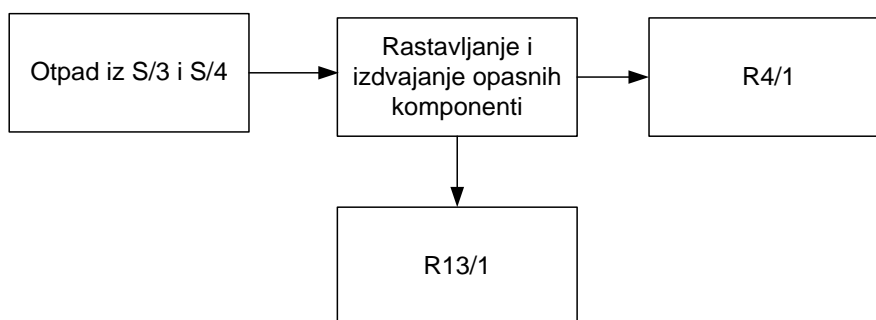 Otpad iz S/3 i S/4
Rastavljanje i
izdvajanje opasnih
komponenti
R4/1
R13/1